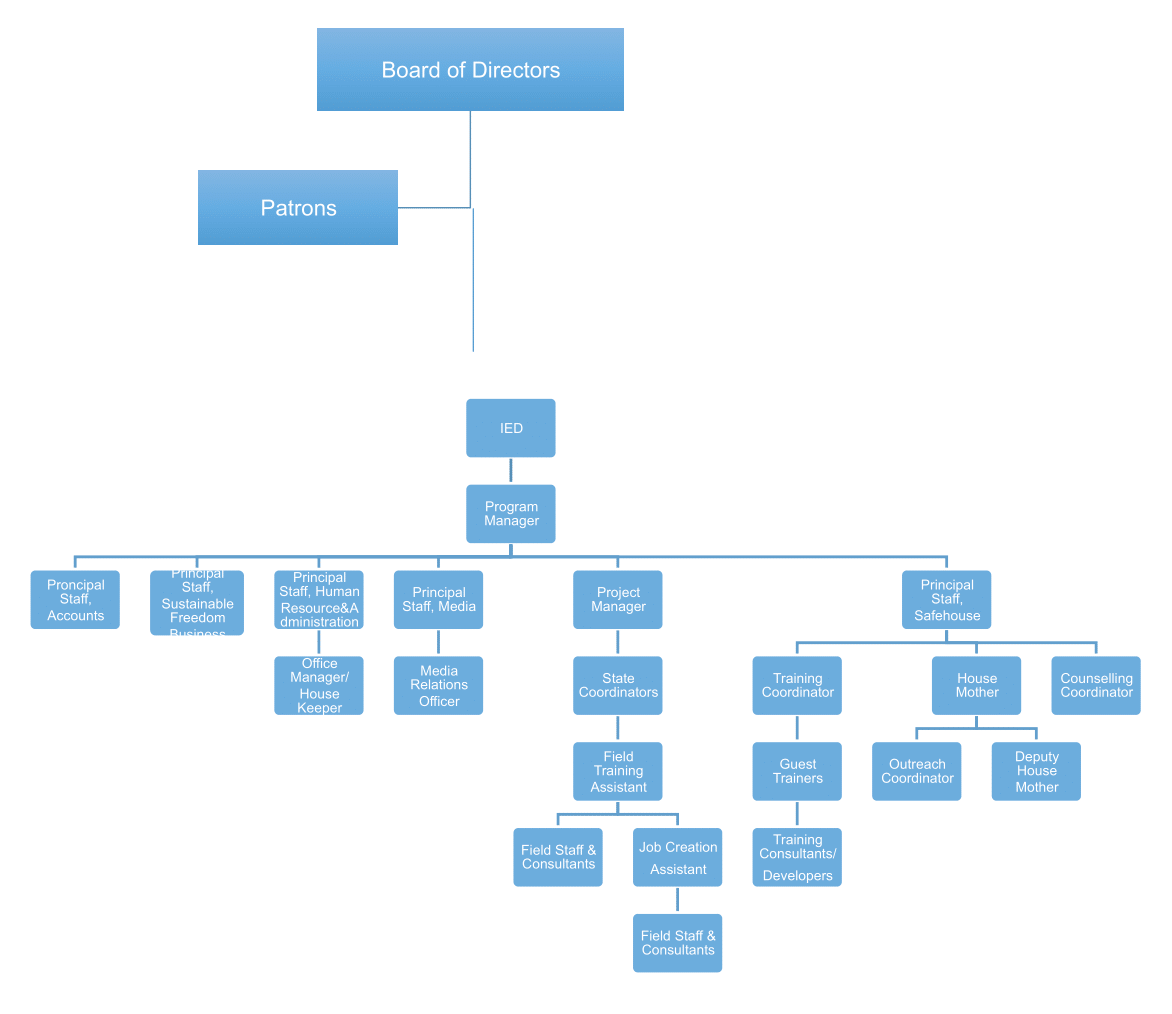 Board of Directors
Patrons
IED
Program
Manager
Proncipal
Staff,
Accounts
Principal
Staff,
Sustainable
Freedom
Business
Principal
Staff, Human
Resource&A
dministration
Principal
Staff, Media
Project
Manager
Principal
Staff,
Safehouse
Office
Manager/
House
Keeper
Media
Relations
Officer
State
Coordinators
Training
Coordinator
House
Mother
Counselling
Coordinator
Field
Training
Assistant
Guest
Trainers
Outreach
Coordinator
Deputy
House
Mother
Field Staff &
Consultants
Job Creation
Assistant
Training
Consultants/
Developers
Field Staff &
Consultants